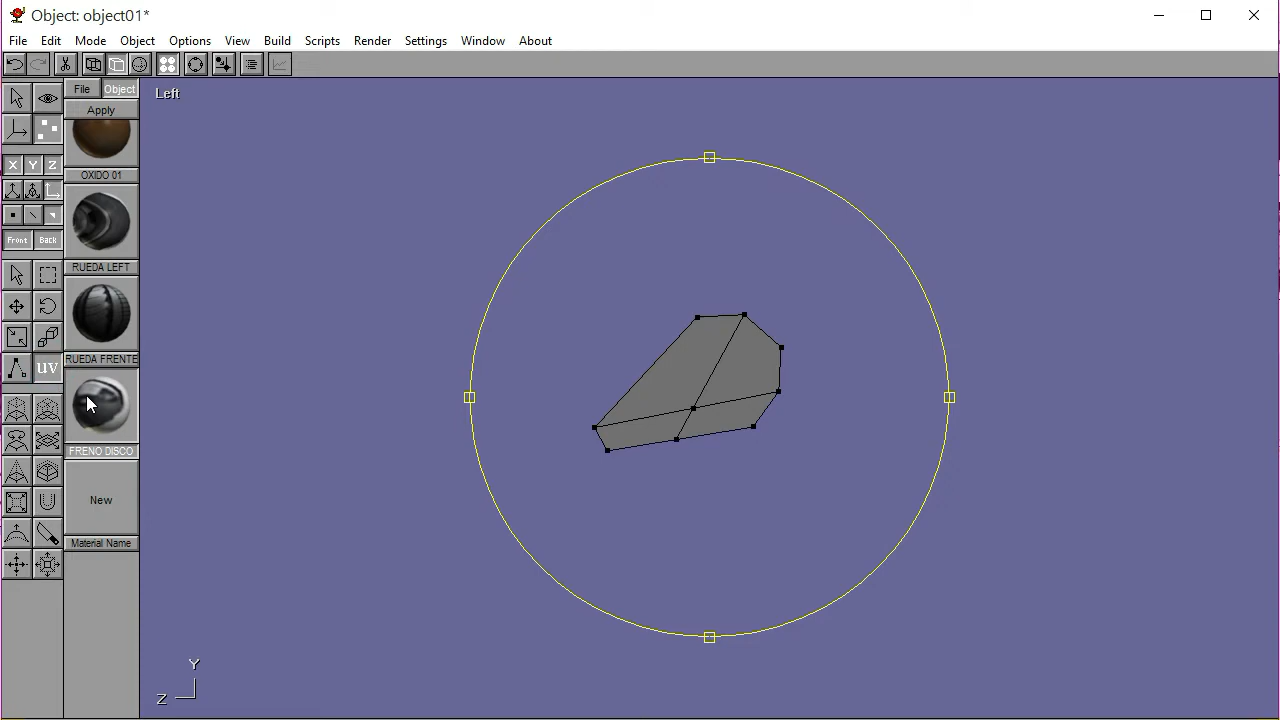 Object: object01*
File Edit Mode Object Options View Build Scripts Render Settings Window About
File Object
Apply
Left
OXIDO 01
X Y Z
RUEDA LEFT
Front Back
RUEDA FRENTE
UV
FRENO DISCO
New
Material Name
Y
Z